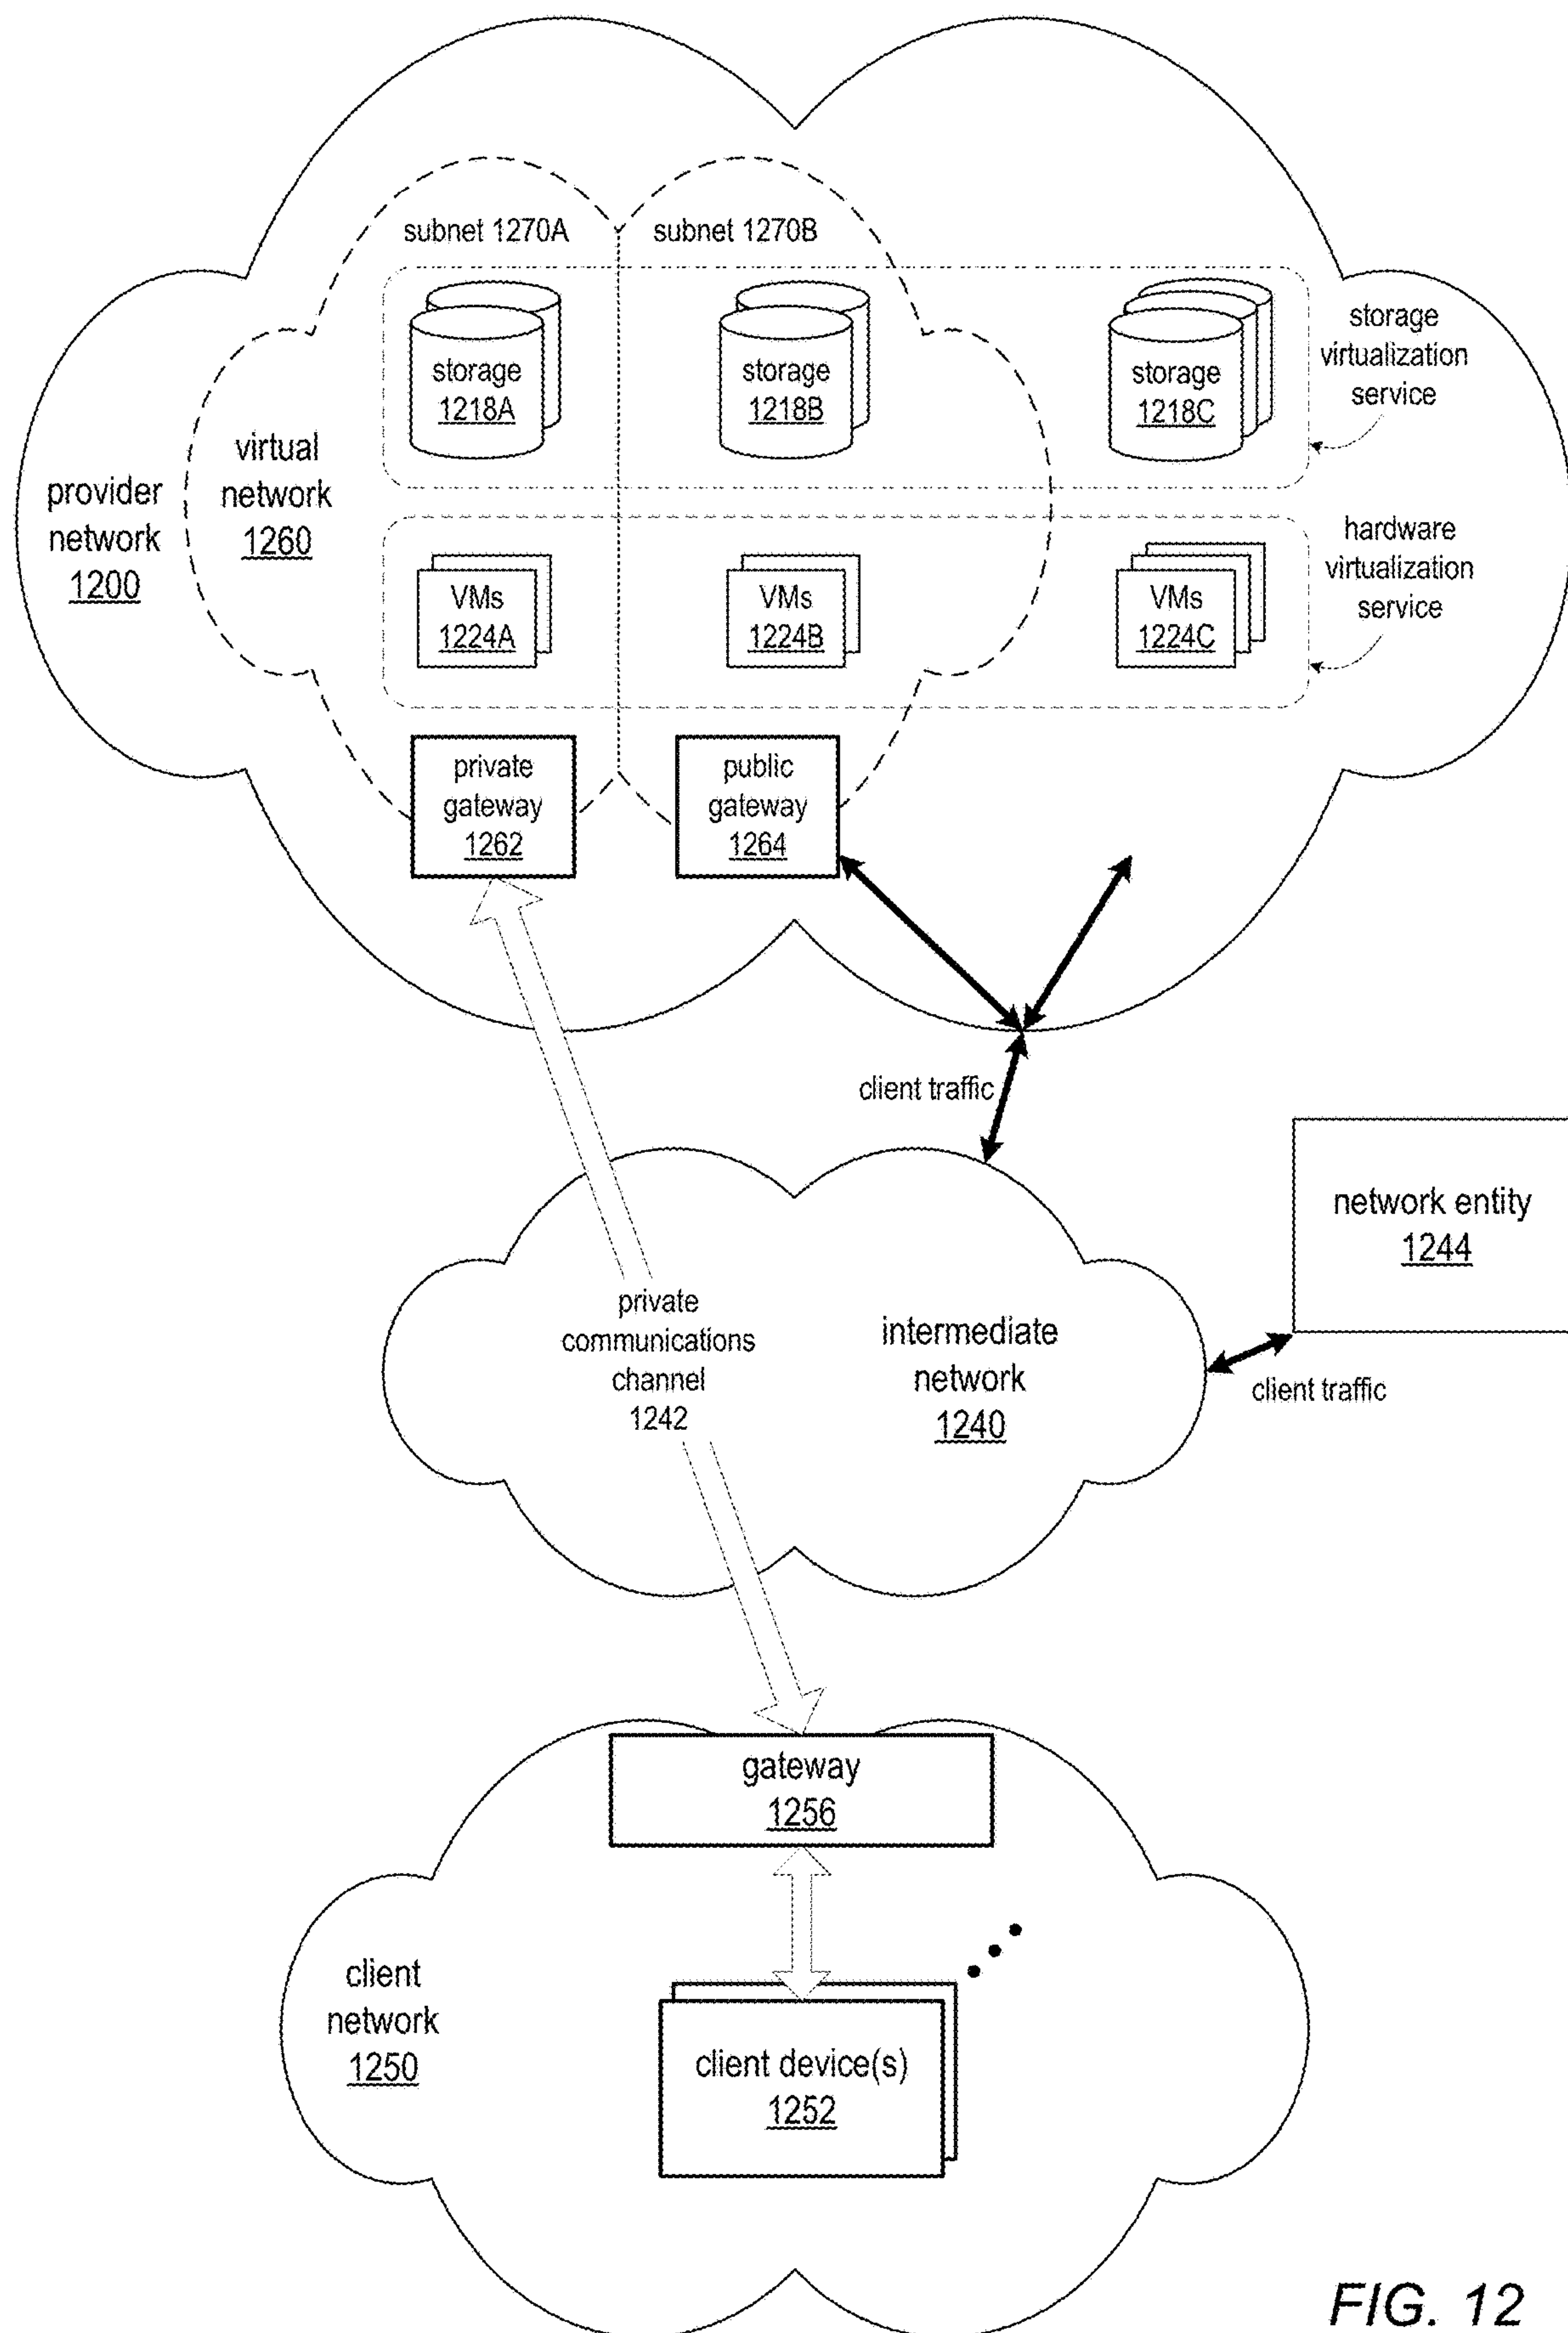 subnet 1270A
subnet 1270B
storage
1218A
storage
1218B
storage
1218C
storage
virtualization
service
provider
network
1200
virtual
network
1260
VMs
1224A
VMs
1224B
VMs
1224C
hardware
virtualization
service
private
gateway
1262
public
gateway
1264
client traffic
network entity
1244
private
communications
channel
1242
intermediate
network
1240
client traffic
gateway
1256
client
network
1250
client device(s)
1252
FIG. 12